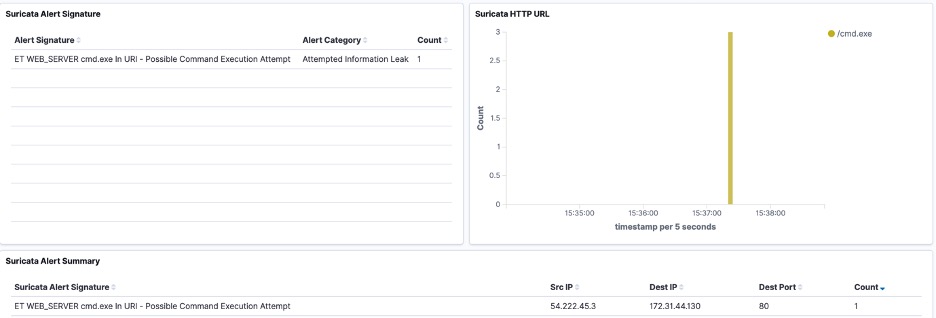 Suricata Alert Signature
Alert Signature Alert Category Count
ET WEB_SERVER cmd.exe In URI - Possible Command Execution Attempt Attempted Information Leak 1
Suricata HTTP URL
/cmd.exe
3
2.5
2
1.5
1
0.5
0
Count
15:35:00 15:36:00 15:37:00 15:38:00
timestamp per 5 seconds
Suricata Alert Summary
Suricata Alert Signature Src IP Dest IP Dest Port Count
ET WEB_SERVER cmd.exe In URI - Possible Command Execution Attempt 54.222.45.3 172.31.44.130 80 1